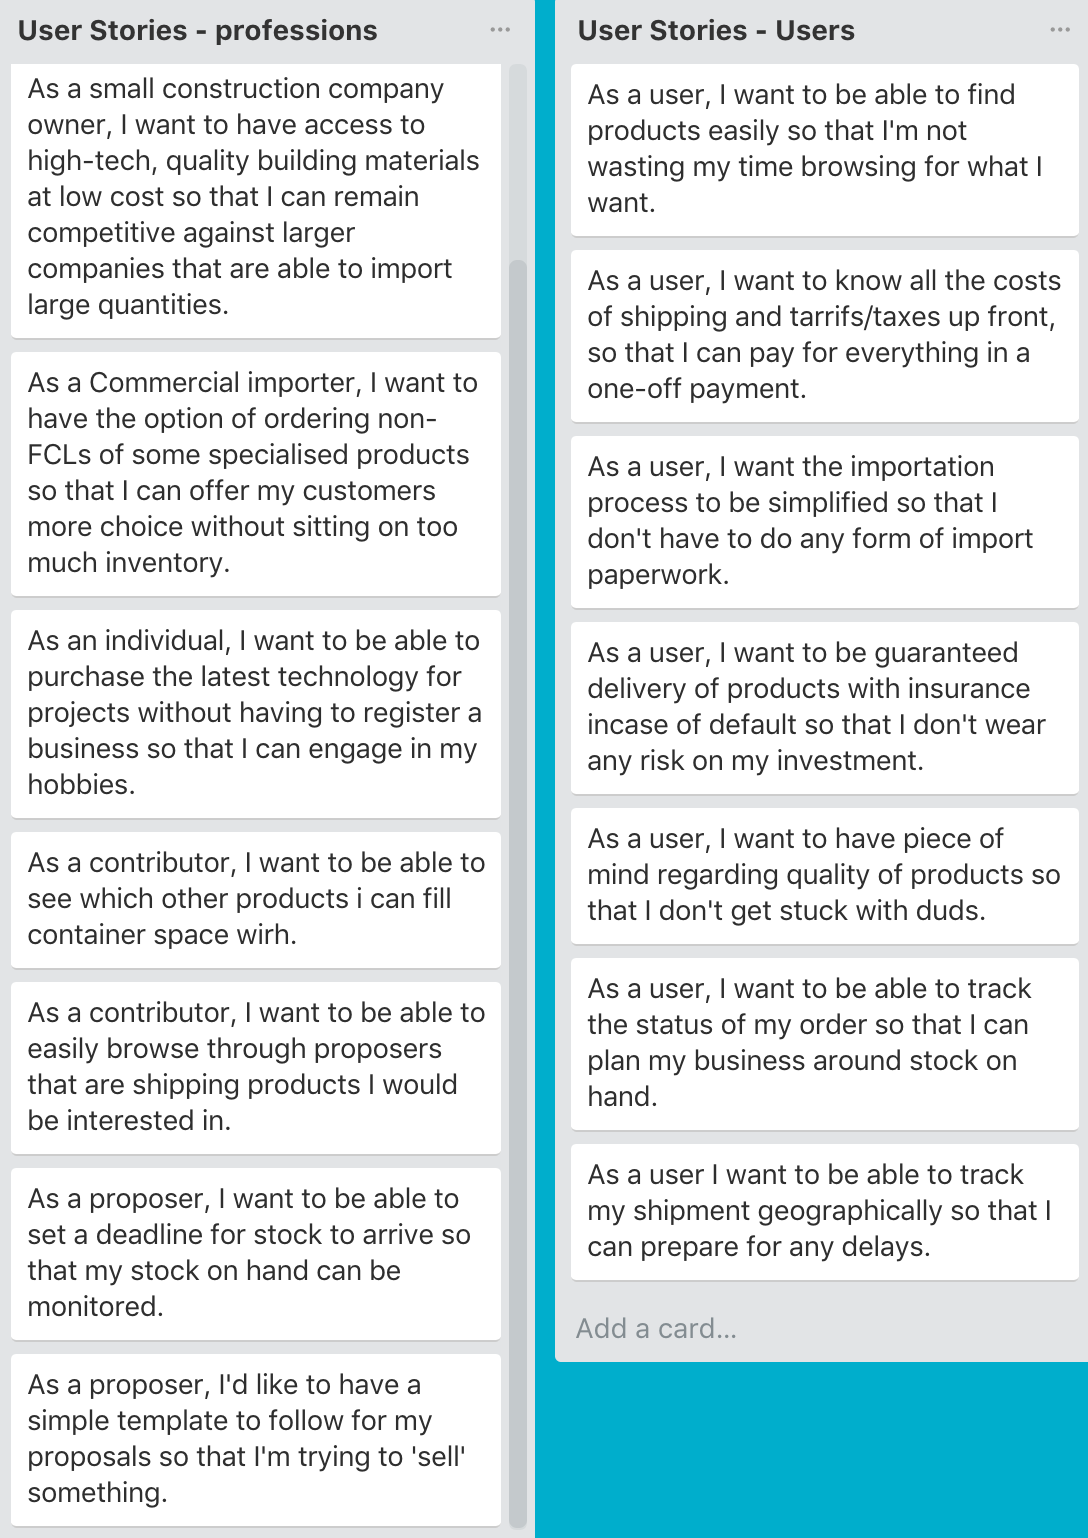 User Stories - professions
As a small construction company
owner, I want to have access to
high-tech, quality building materials
at low cost so that I can remain
competitive against larger
companies that are able to import
large quantities.
As a Commercial importer, I want to
have the option of ordering non-
FCLs of some specialised products
so that I can offer my customers
more choice without sitting on too
much inventory.
As an individual, I want to be able to
purchase the latest technology for
projects without having to register a
business so that I can engage in my
hobbies.
As a contributor, I want to be able to
see which other products i can fill
container space wirh.
As a contributor, I want to be able to
easily browse through proposers
that are shipping products I would
be interested in.
As a proposer, I want to be able to
set a deadline for stock to arrive so
that my stock on hand can be
monitored.
As a proposer, I'd like to have a
simple template to follow for my
proposals so that I'm trying to 'sell'
something.
User Stories - Users
As a user, I want to be able to find
products easily so that I'm not
wasting my time browsing for what I
want.
As a user, I want to know all the costs
of shipping and tarrifs/taxes up front,
so that I can pay for everything in a
one-off payment.
As a user, I want the importation
process to be simplified so that I
don't have to do any form of import
paperwork.
As a user, I want to be guaranteed
delivery of products with insurance
incase of default so that I don't wear
any risk on my investment.
As a user, I want to have piece of
mind regarding quality of products so
that I don't get stuck with duds.
As a user, I want to be able to track
the status of my order so that I can
plan my business around stock on
hand.
As a user I want to be able to track
my shipment geographically so that I
can prepare for any delays.
Add a card...